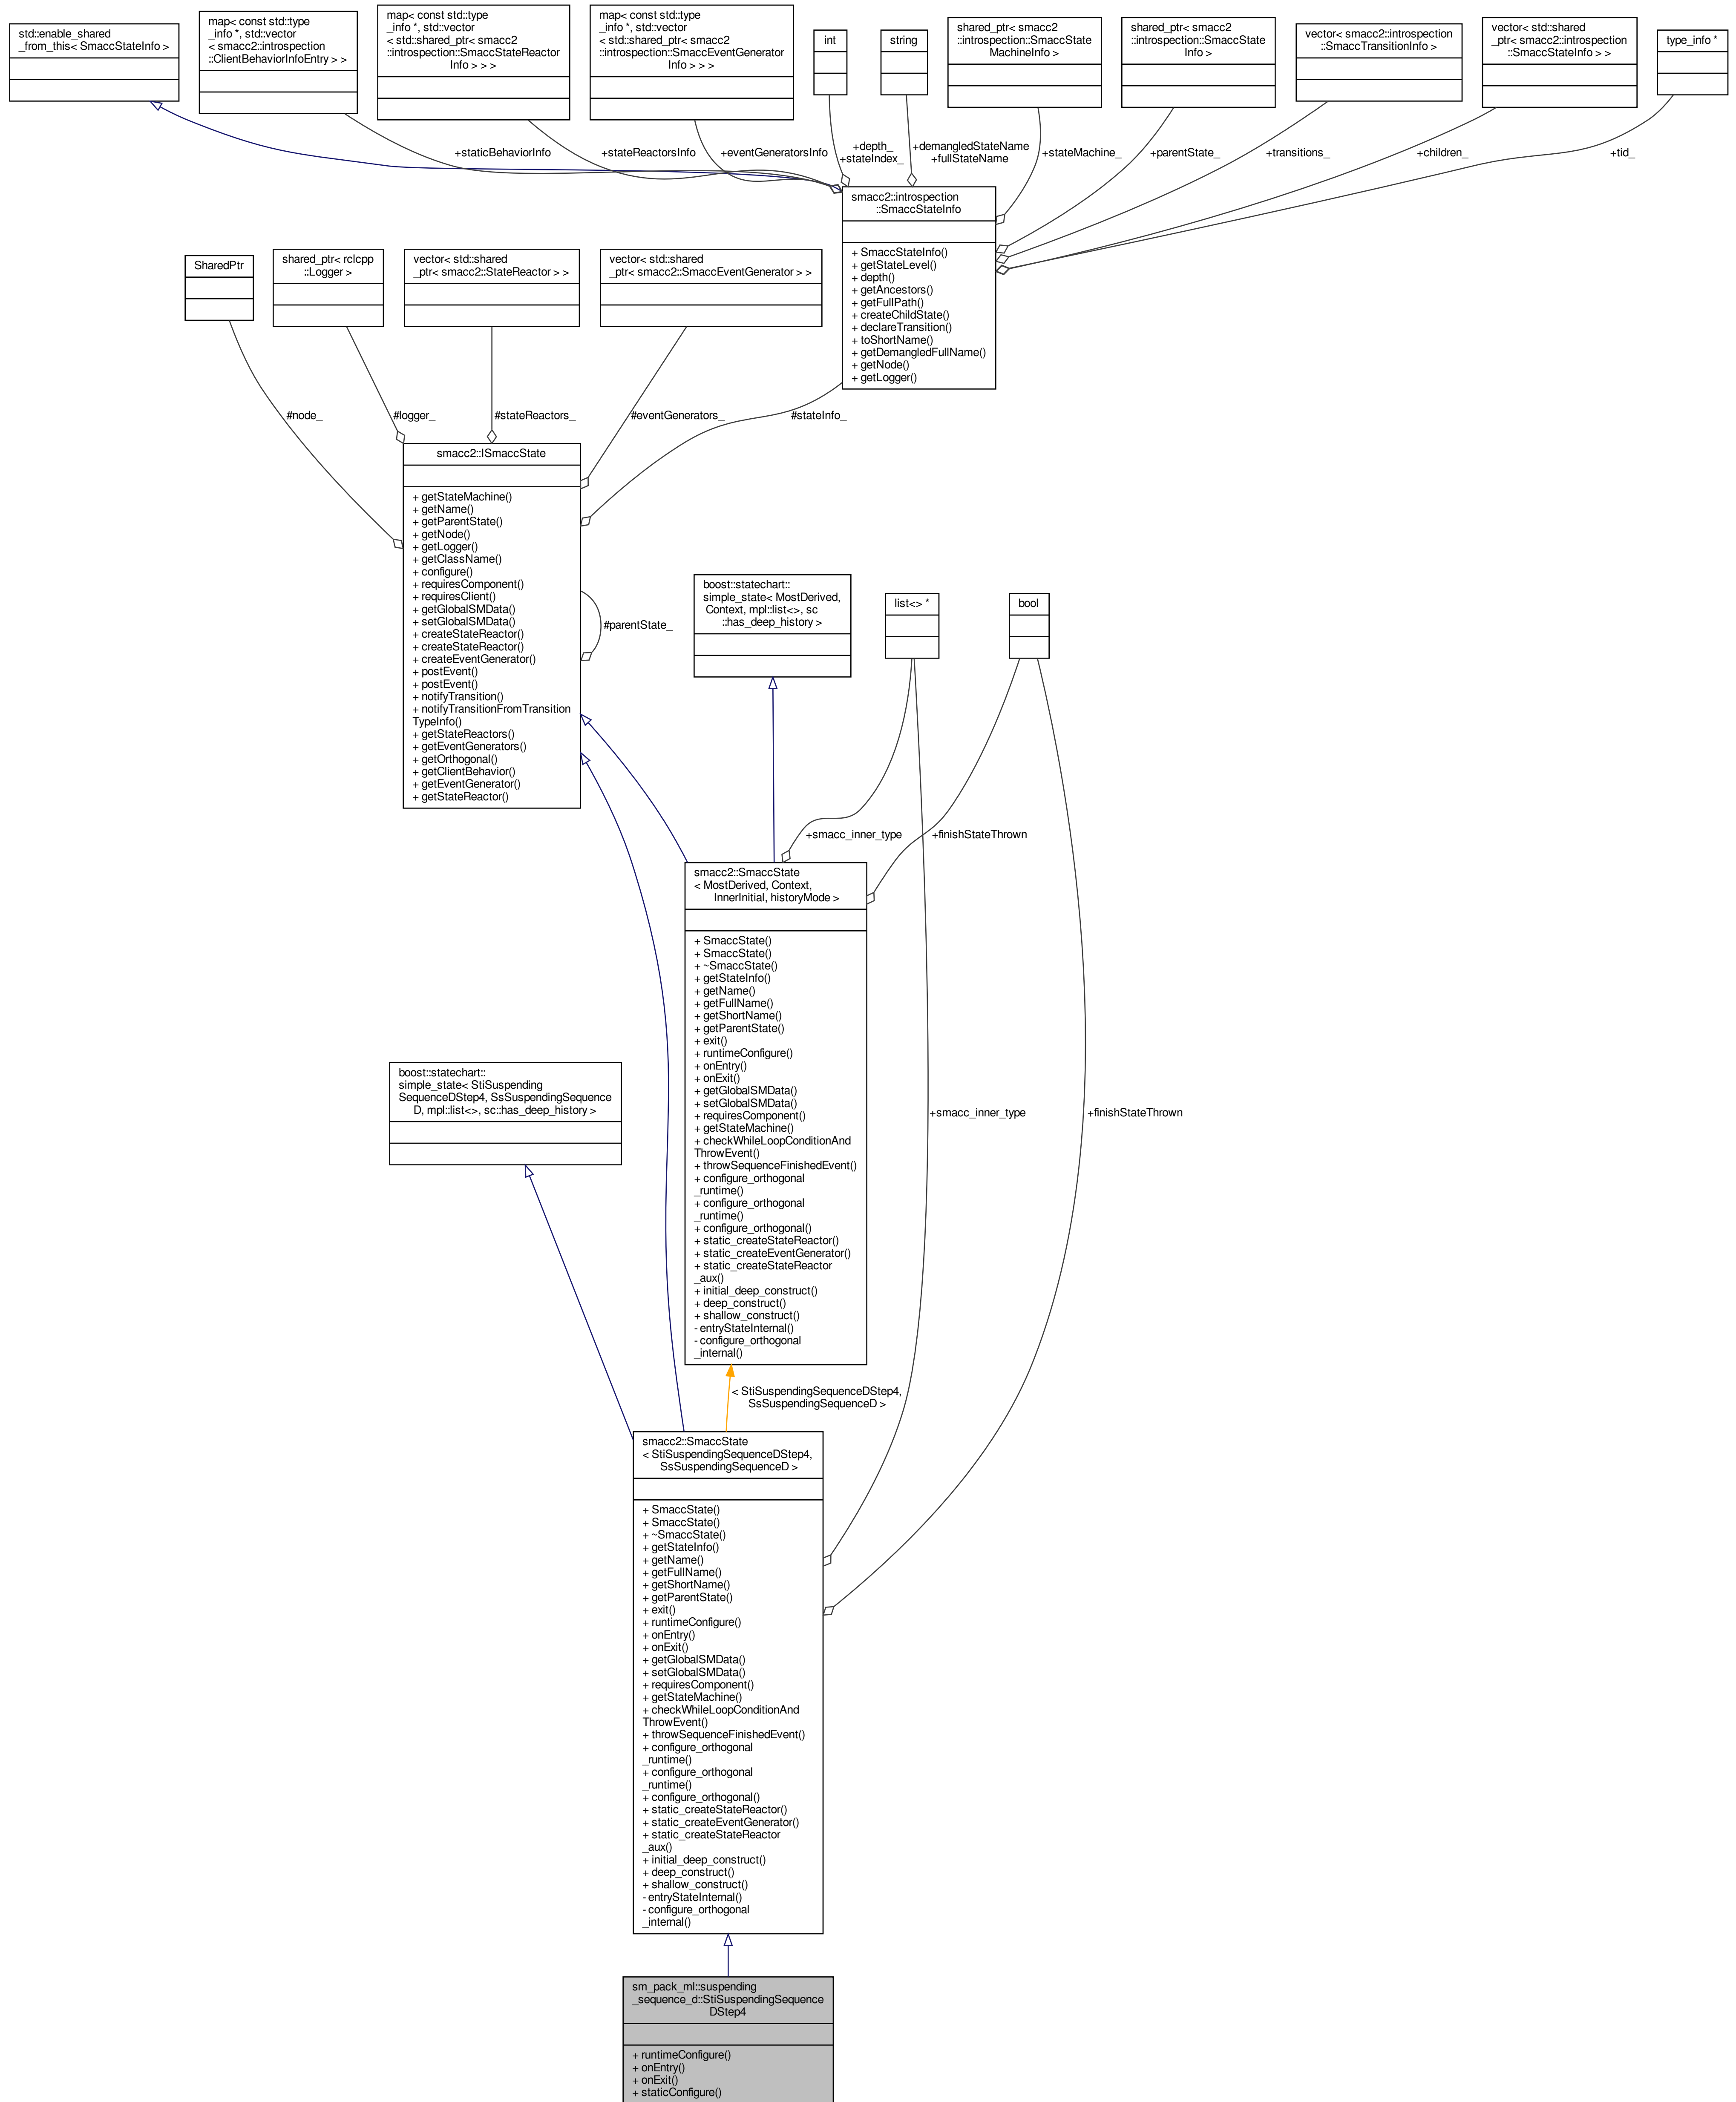 std::enable_shared
_from_this< SmaccStateInfo >
map< const std::type
_info *, std::vector
< smacc2::introspection
::ClientBehaviorInfoEntry > >
map< const std::type
_info *, std::vector
< std::shared_ptr< smacc2
::introspection::SmaccStateReactor
Info > > >
map< const std::type
_info *, std::vector
< std::shared_ptr< smacc2
::introspection::SmaccEventGenerator
Info > > >
int
string
shared_ptr< smacc2
::introspection::SmaccState
MachineInfo >
shared_ptr< smacc2
::introspection::SmaccState
Info >
vector< smacc2::introspection
::SmaccTransitionInfo >
vector< std::shared
_ptr< smacc2::introspection
::SmaccStateInfo > >
type_info *
+staticBehaviorInfo
+stateReactorsInfo
+eventGeneratorsInfo
+depth_
+stateIndex_
+demangledStateName
+fullStateName
+stateMachine_
+parentState_
+transitions_
+children_
+tid_
smacc2::introspection
::SmaccStateInfo
+ SmaccStateInfo()
+ getStateLevel()
+ depth()
+ getAncestors()
+ getFullPath()
+ createChildState()
+ declareTransition()
+ toShortName()
+ getDemangledFullName()
+ getNode()
+ getLogger()
SharedPtr
shared_ptr< rclcpp
::Logger >
vector< std::shared
_ptr< smacc2::StateReactor > >
vector< std::shared
_ptr< smacc2::SmaccEventGenerator > >
#node_
#logger_
#stateReactors_
#eventGenerators_
#stateInfo_
smacc2::ISmaccState
+ getStateMachine()
+ getName()
+ getParentState()
+ getNode()
+ getLogger()
+ getClassName()
+ configure()
+ requiresComponent()
+ requiresClient()
+ getGlobalSMData()
+ setGlobalSMData()
+ createStateReactor()
+ createStateReactor()
+ createEventGenerator()
+ postEvent()
+ postEvent()
+ notifyTransition()
+ notifyTransitionFromTransition
TypeInfo()
+ getStateReactors()
+ getEventGenerators()
+ getOrthogonal()
+ getClientBehavior()
+ getEventGenerator()
+ getStateReactor()
#parentState_
boost::statechart::
simple_state< MostDerived,
Context, mpl::list<>, sc
::has_deep_history >
list<> *
bool
+smacc_inner_type
+finishStateThrown
smacc2::SmaccState
< MostDerived, Context,
InnerInitial, historyMode >
+ SmaccState()
+ SmaccState()
+ ~SmaccState()
+ getStateInfo()
+ getName()
+ getFullName()
+ getShortName()
+ getParentState()
+ exit()
+ runtimeConfigure()
+ onEntry()
+ onExit()
+ getGlobalSMData()
+ setGlobalSMData()
+ requiresComponent()
+ getStateMachine()
+ checkWhileLoopConditionAnd
ThrowEvent()
+ throwSequenceFinishedEvent()
+ configure_orthogonal
_runtime()
+ configure_orthogonal
_runtime()
+ configure_orthogonal()
+ static_createStateReactor()
+ static_createEventGenerator()
+ static_createStateReactor
_aux()
+ initial_deep_construct()
+ deep_construct()
+ shallow_construct()
- entryStateInternal()
- configure_orthogonal
_internal()
boost::statechart::
simple_state< StiSuspending
SequenceDStep4, SsSuspendingSequence
D, mpl::list<>, sc::has_deep_history >
+smacc_inner_type
+finishStateThrown
< StiSuspendingSequenceDStep4,
SsSuspendingSequenceD >
smacc2::SmaccState
< StiSuspendingSequenceDStep4,
SsSuspendingSequenceD >
+ SmaccState()
+ SmaccState()
+ ~SmaccState()
+ getStateInfo()
+ getName()
+ getFullName()
+ getShortName()
+ getParentState()
+ exit()
+ runtimeConfigure()
+ onEntry()
+ onExit()
+ getGlobalSMData()
+ setGlobalSMData()
+ requiresComponent()
+ getStateMachine()
+ checkWhileLoopConditionAnd
ThrowEvent()
+ throwSequenceFinishedEvent()
+ configure_orthogonal
_runtime()
+ configure_orthogonal
_runtime()
+ configure_orthogonal()
+ static_createStateReactor()
+ static_createEventGenerator()
+ static_createStateReactor
_aux()
+ initial_deep_construct()
+ deep_construct()
+ shallow_construct()
- entryStateInternal()
- configure_orthogonal
_internal()
sm_pack_ml::suspending
_sequence_d::StiSuspendingSequence
DStep4
+ runtimeConfigure()
+ onEntry()
+ onExit()
+ staticConfigure()